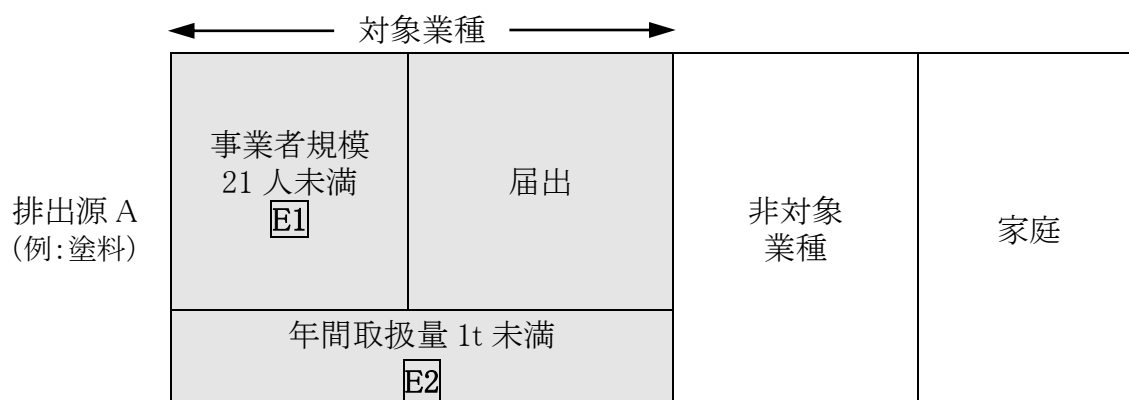 対象業種
事業者規模
21 人未満
E1
届出
排出源 A
(例:塗料)
非対象
業種
家庭
年間取扱量 1t 未満
E2